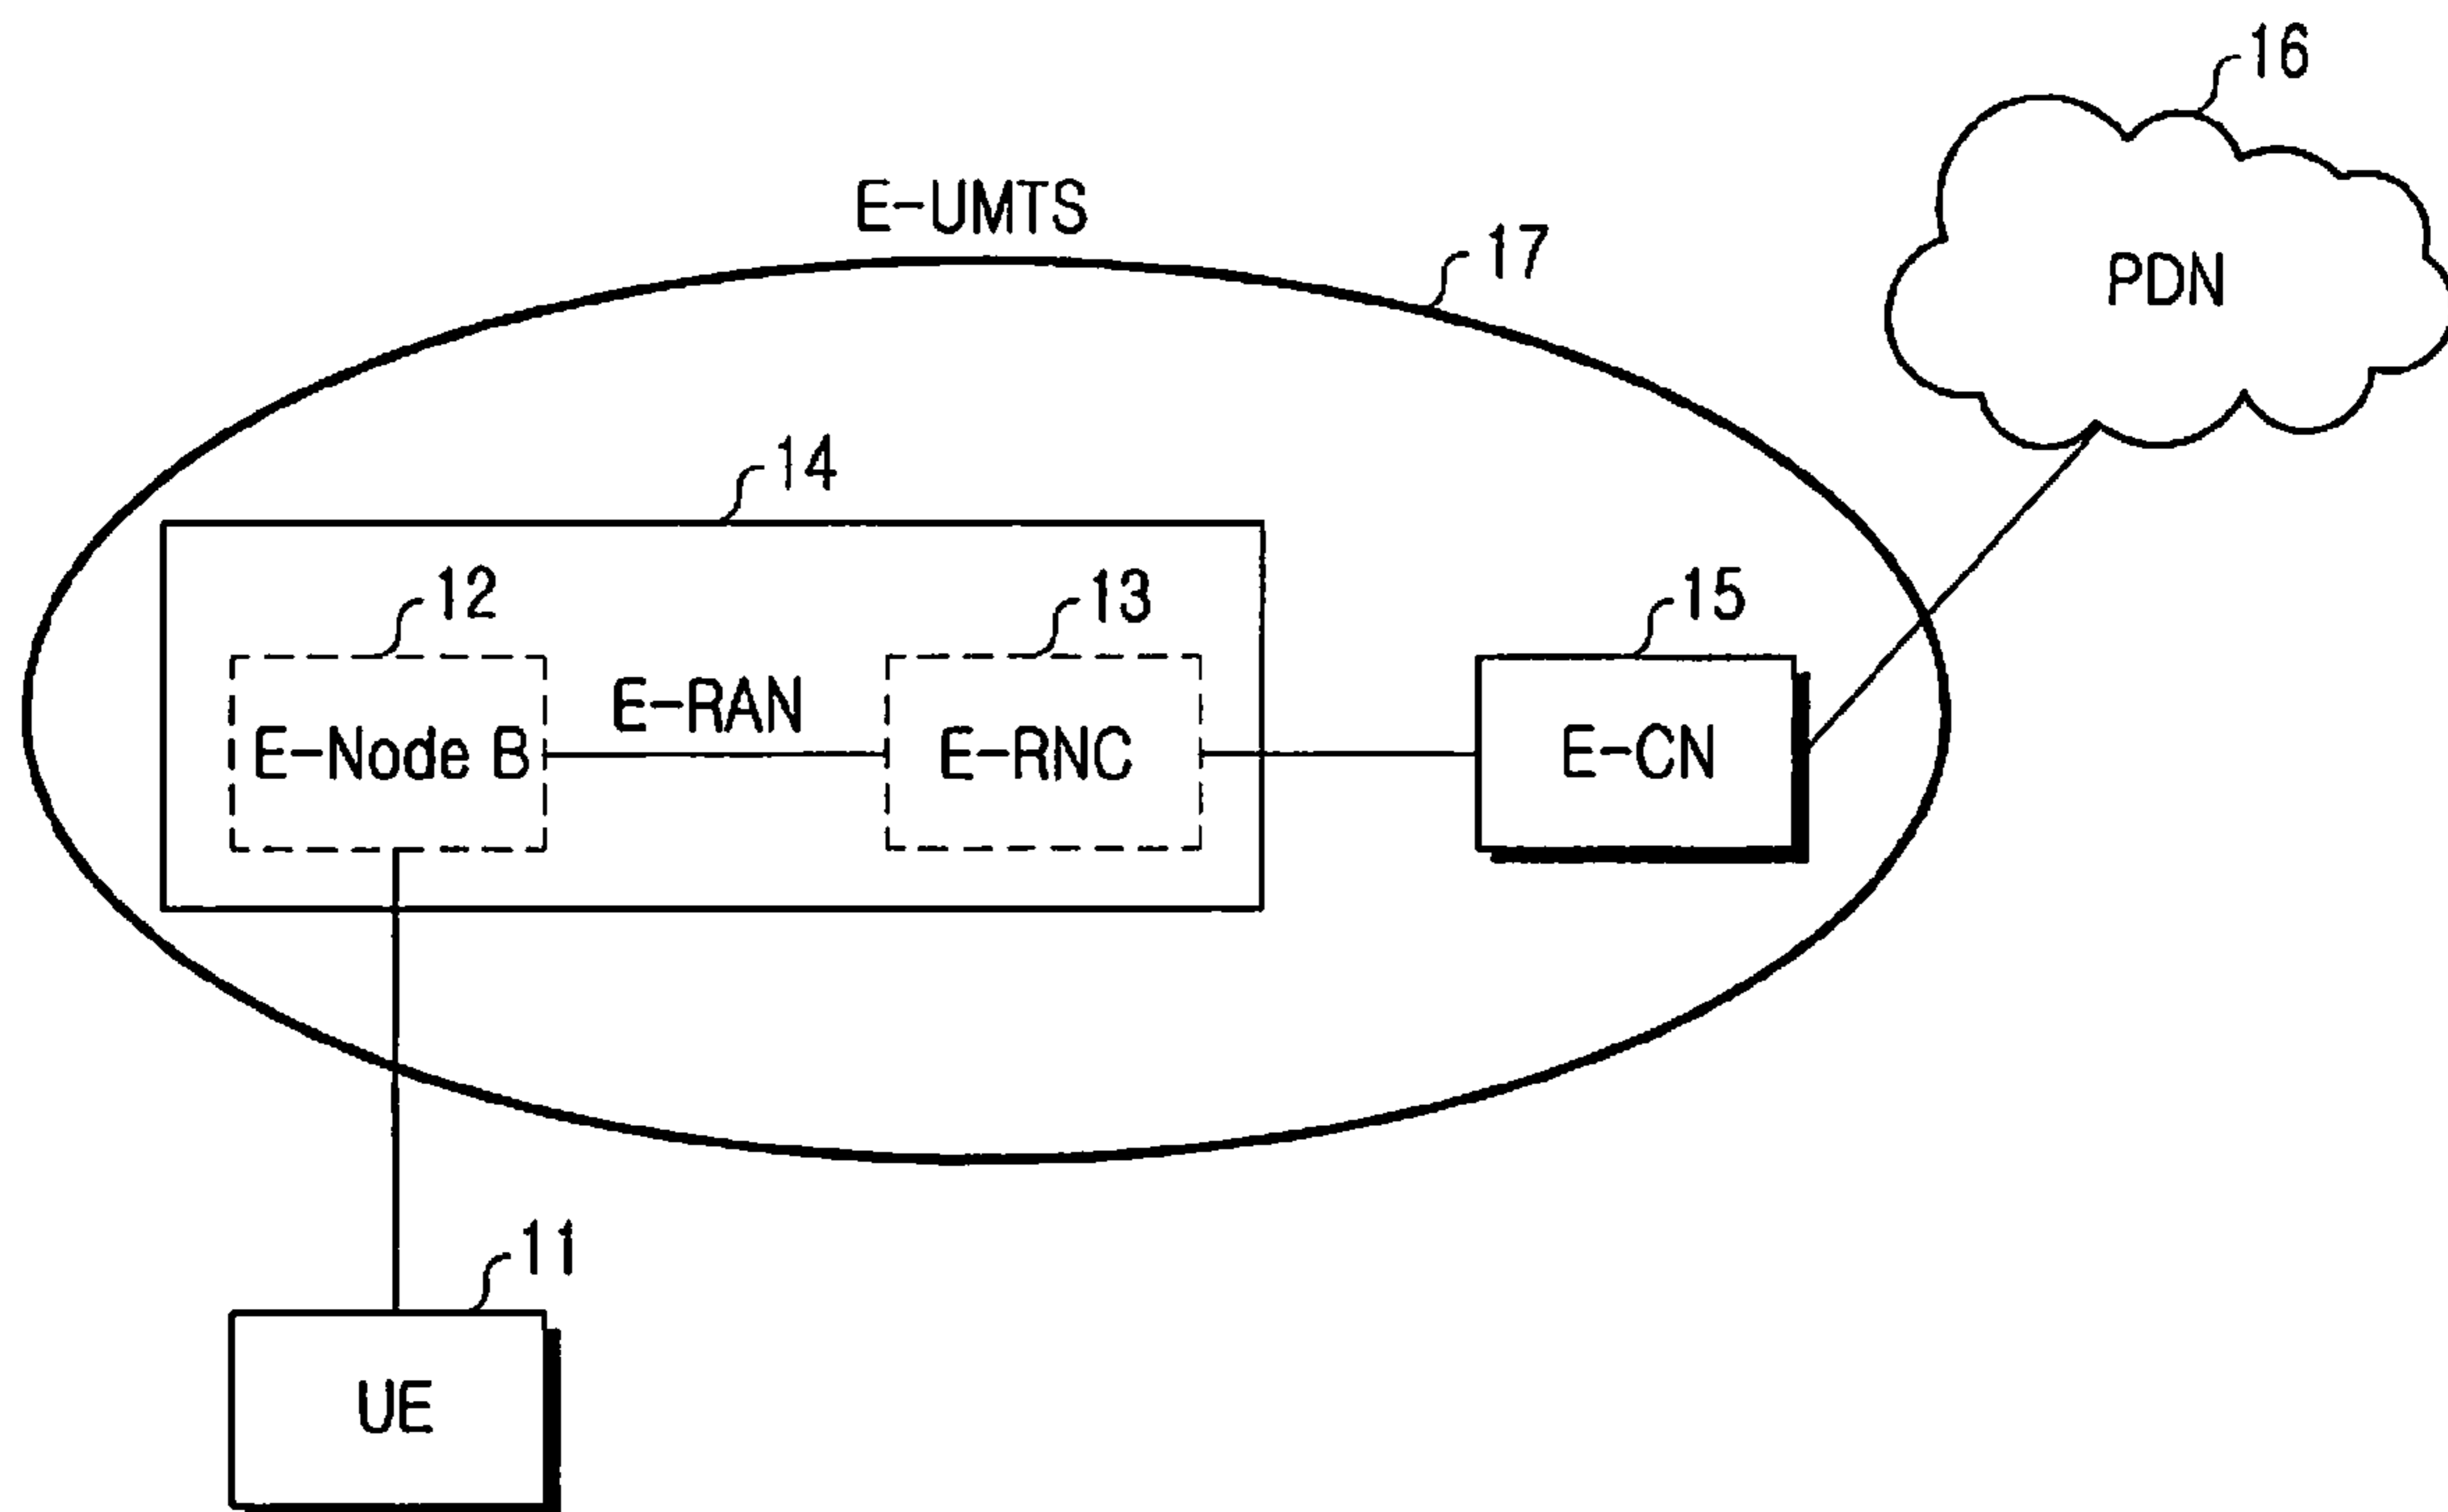 16
E-UMTS
17
PDN
14
12
13
15
E-RAN
E-Node B
E-RNC
E-CN
11
UE